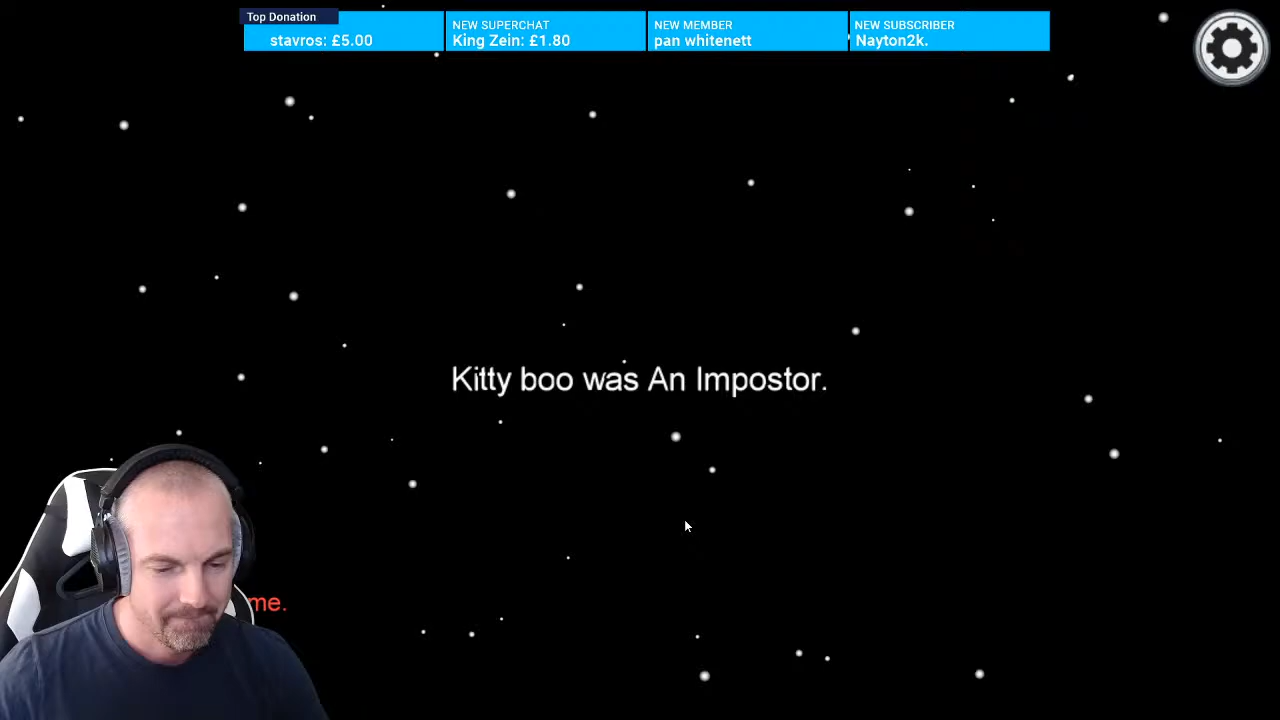 Top Donation
stavros: £5.00
NEW SUPERCHAT
King Zein: £1.80
NEW MEMBER
pan whitenett
NEW SUBSCRIBER
Nayton2k.
Kitty boo was An Impostor.
me.